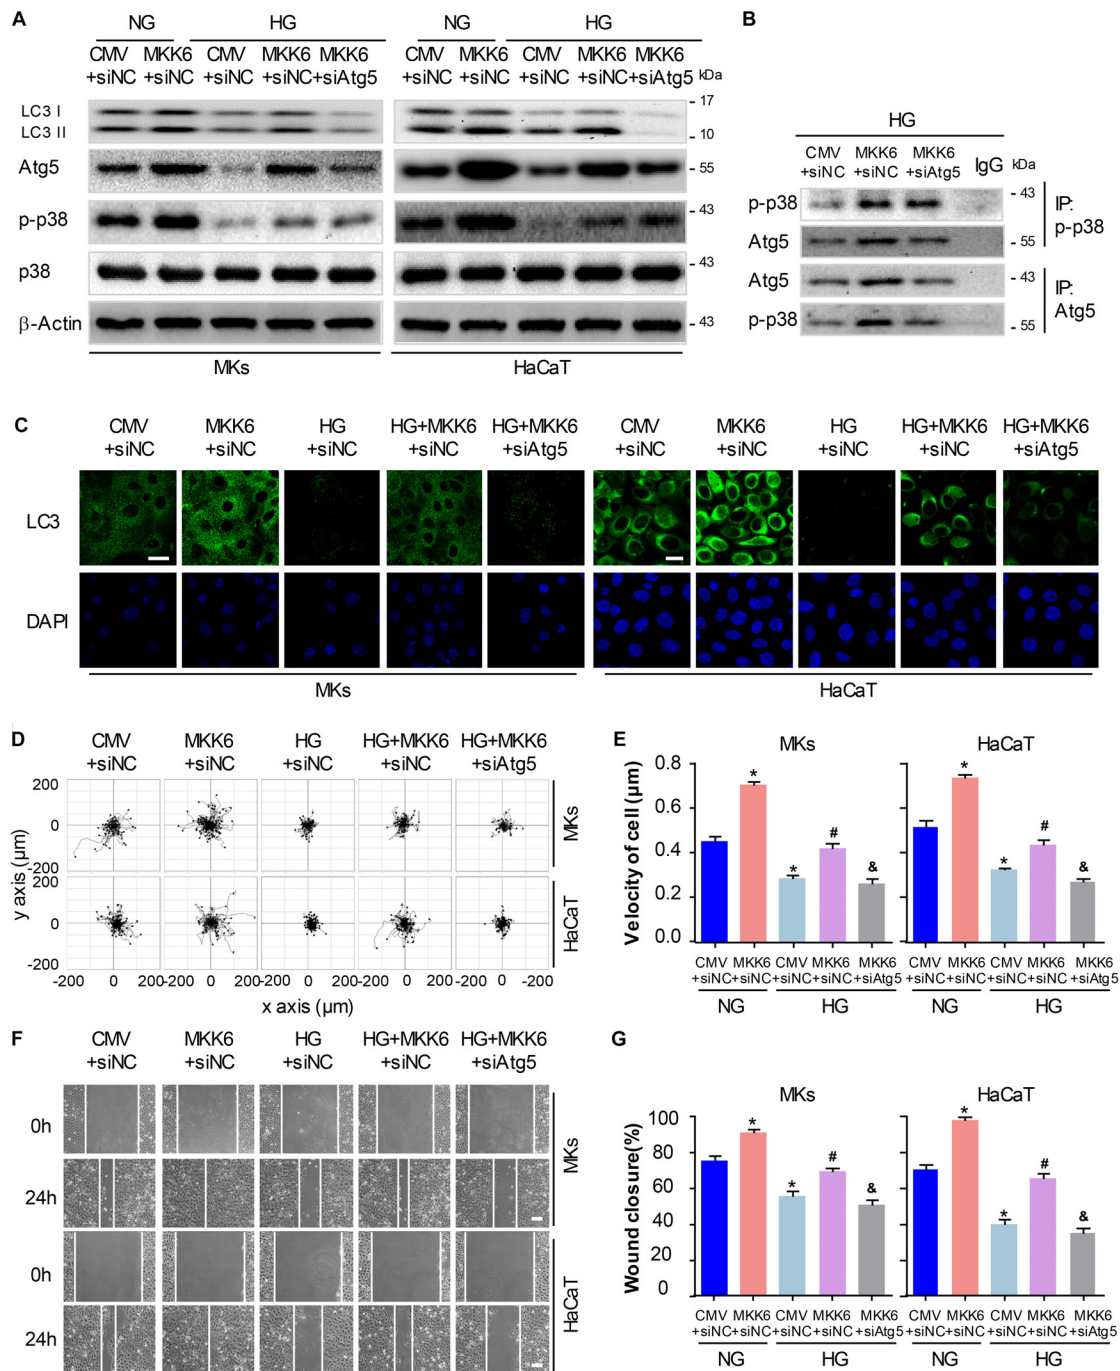 A
NG HG NG HG
CMV MKK6 CMV MKK6 MKK6 CMV MKK6 CMV MKK6 MKK6
+siNC +siNC +siNC +siNC +siAtg5 +siNC +siNC +siNC +siNC +siAtg5 kDa
LC3 I
17
LC3 II
10
Atg5
55
p-p38
43
p38
43
β-Actin
43
MKs HaCaT
B
HG
CMV MKK6 MKK6 IgG kDa
+siNC +siNC +siAtg5
p-p38 43
Atg5 55
IP:
p-p38
Atg5 43
p-p38 55
IP:
Atg5
C
CMV MKK6 HG HG+MKK6 HG+MKK6 CMV MKK6 HG HG+MKK6 HG+MKK6
+siNC +siNC +siNC +siNC +siAtg5 +siNC +siNC +siNC +siNC +siAtg5
LC3
DAPI
MKs HaCaT
D
CMV MKK6 HG HG+MKK6 HG+MKK6
+siNC +siNC +siNC +siNC +siAtg5
200
0
-200
200
0
-200
y axis (µm)
MKs
HaCaT
-200 0 200 -200 0 200 -200 0 200 -200 0 200 -200 0 200
x axis (µm)
E
MKs HaCaT
Velocity of cell (µm)
0.8
0.6
0.4
0.2
0.0
* * # & * * # &
CMV MKK6 CMV MKK6 MKK6 CMV MKK6 CMV MKK6 MKK6
+siNC +siNC +siNC +siNC +siAtg5 +siNC +siNC +siNC +siNC +siAtg5
NG HG NG HG
F
CMV MKK6 HG HG+MKK6 HG+MKK6
+siNC +siNC +siNC +siNC +siAtg5
0h
24h
MKs
0h
24h
HaCaT
G
MKs HaCaT
Wound closure(%)
100
80
60
40
20
0
* * # & * * # &
CMV MKK6 CMV MKK6 MKK6 CMV MKK6 CMV MKK6 MKK6
+siNC +siNC +siNC +siNC +siAtg5 +siNC +siNC +siNC +siNC +siAtg5
NG HG NG HG